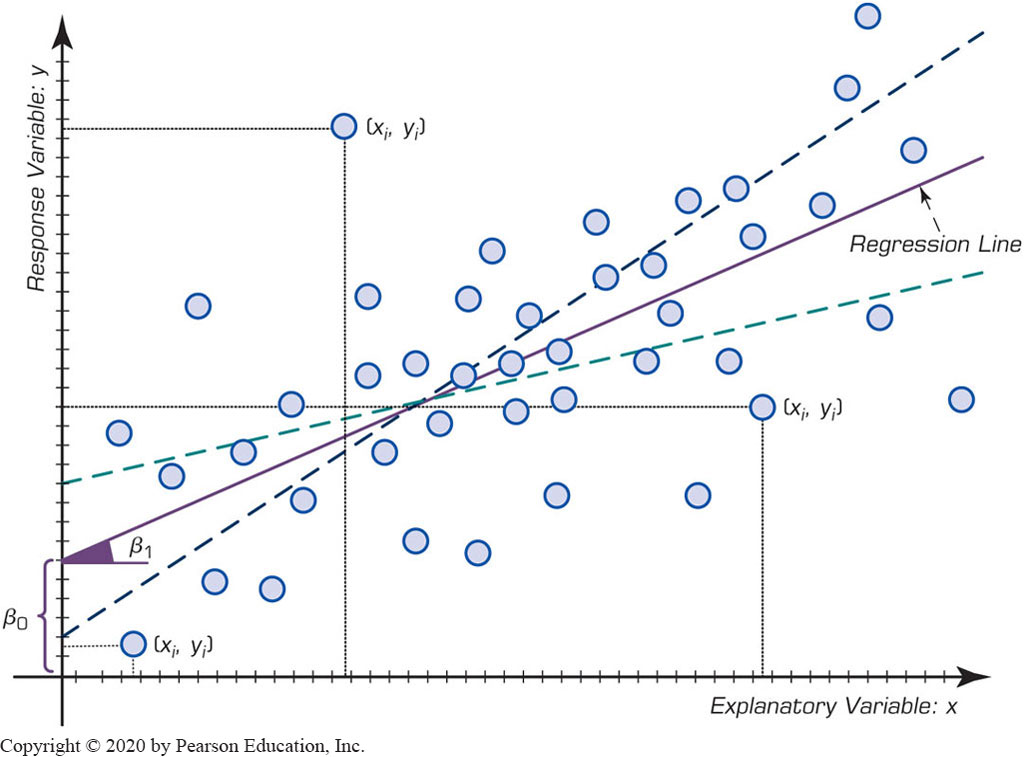 Response Variable: y
(xi, yi)
Regression Line
(xi, yi)
β1
β0
(xi, yi)
Explanatory Variable: x
Copyright © 2020 by Pearson Education, Inc.